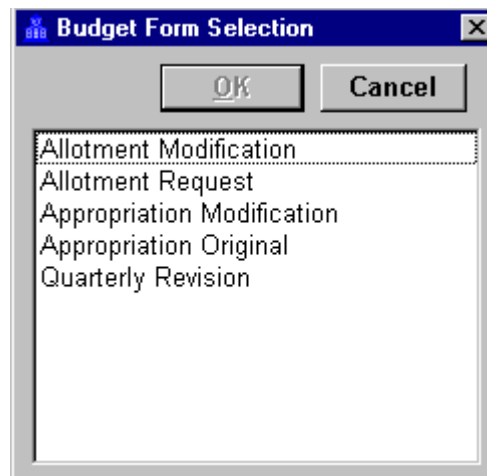 Budget Form Selection
OK Cancel
Allotment Modification
Allotment Request
Appropriation Modification
Appropriation Original
Quarterly Revision